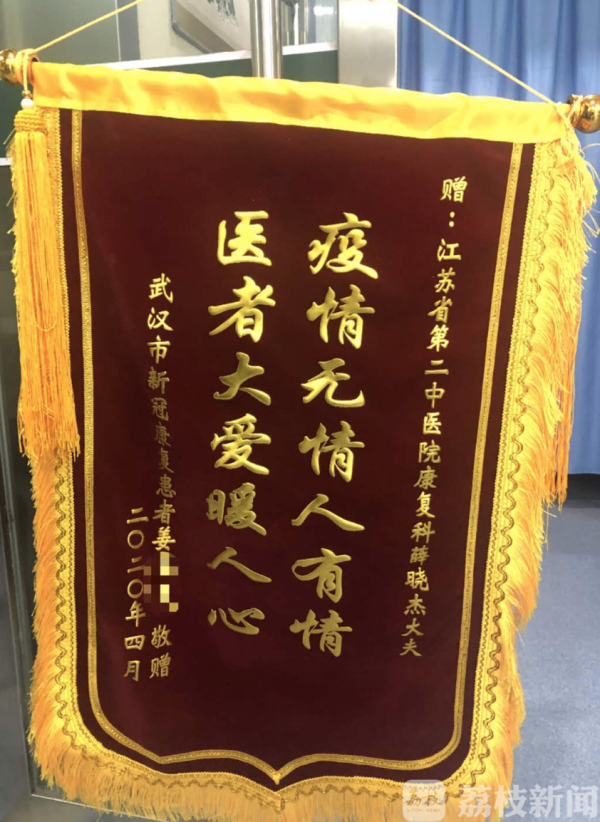 赠：江苏省第二中医院康复科薛晓杰大夫
疫情无情人有情
医者大爱暖人心
武汉市新冠康复患者姜 敬赠
二〇二〇年四月
荔枝新闻